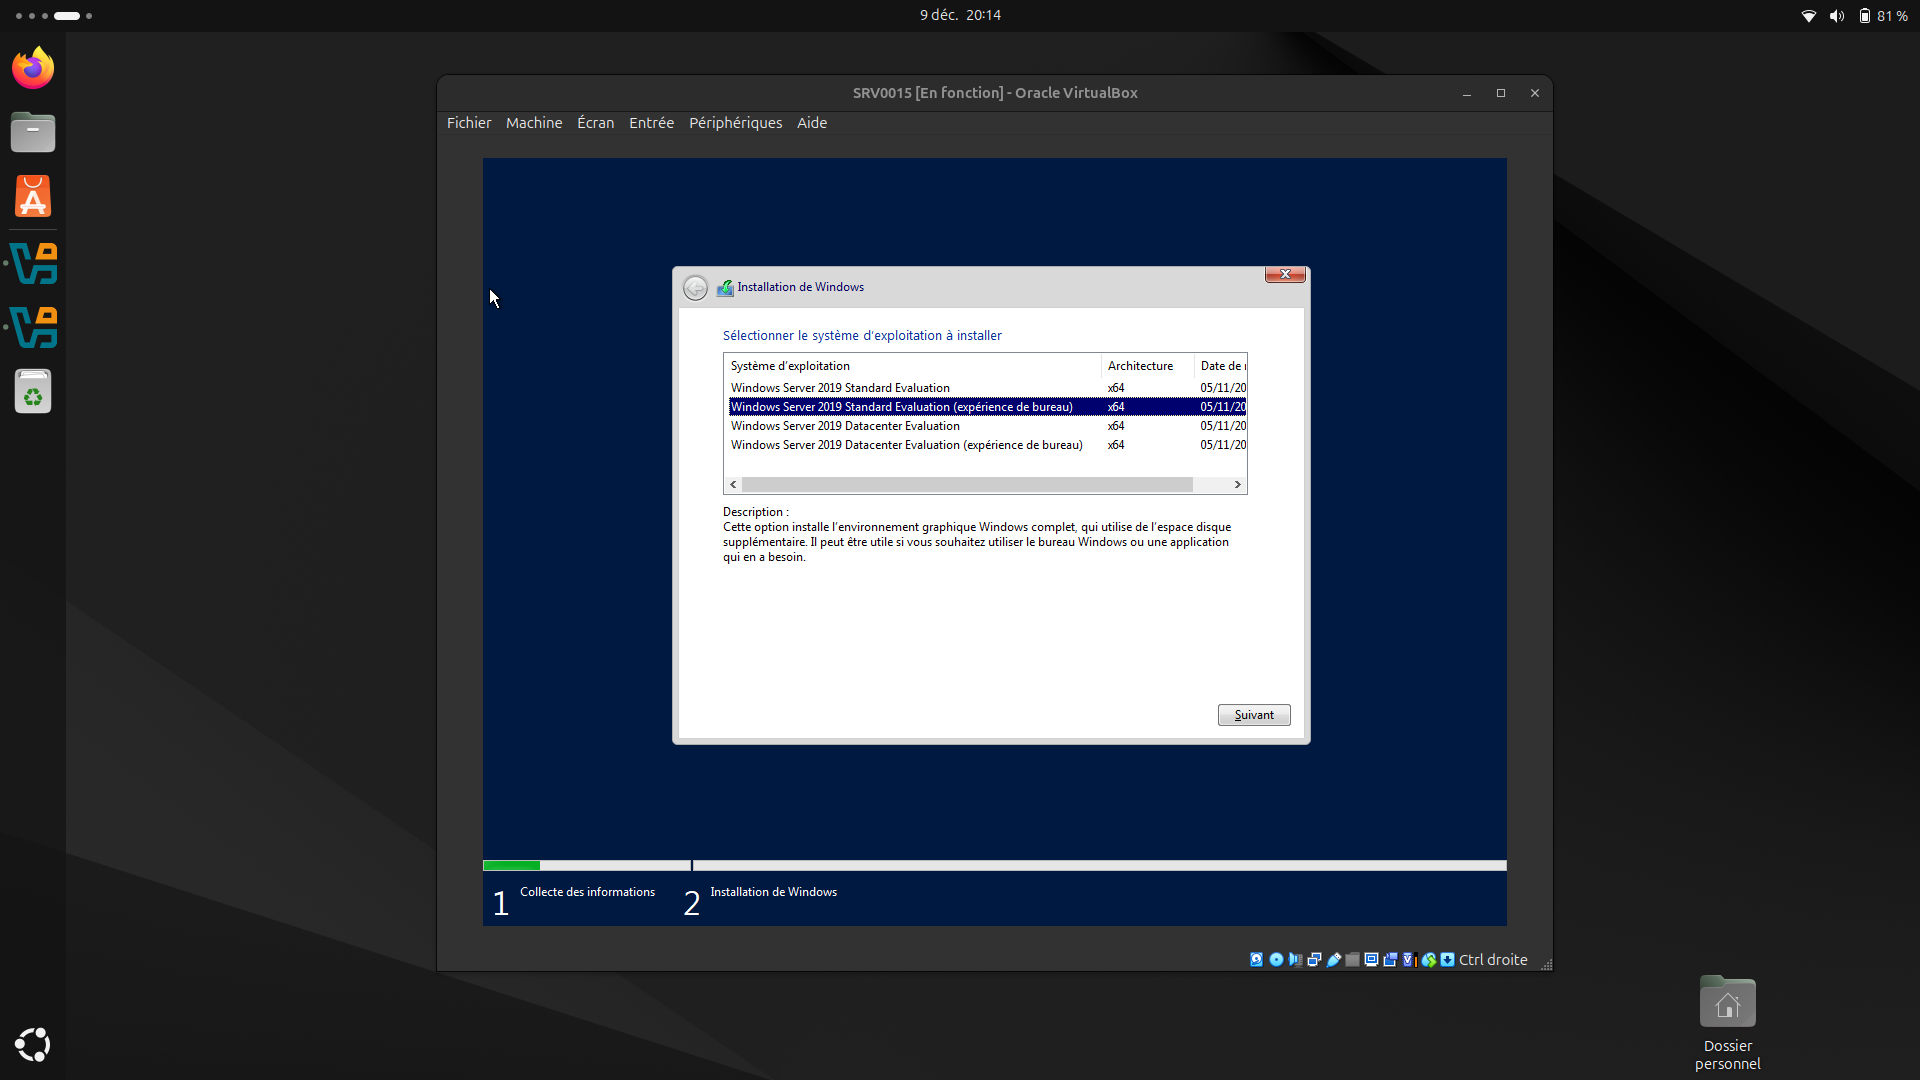 9 déc. 20:14
81 %
SRV0015 [En fonction] - Oracle VirtualBox
Fichier Machine Écran Entrée Périphériques Aide
Installation de Windows
Sélectionner le système d'exploitation à installer
Système d'exploitation Architecture Date de
Windows Server 2019 Standard Evaluation x64 05/11/20
Windows Server 2019 Standard Evaluation (expérience de bureau) x64 05/11/20
Windows Server 2019 Datacenter Evaluation x64 05/11/20
Windows Server 2019 Datacenter Evaluation (expérience de bureau) x64 05/11/20
Description :
Cette option installe l'environnement graphique Windows complet, qui utilise de l'espace disque
supplémentaire. Il peut être utile si vous souhaitez utiliser le bureau Windows ou une application
qui en a besoin.
Suivant
1 Collecte des informations 2 Installation de Windows
Ctrl droite
Dossier
personnel